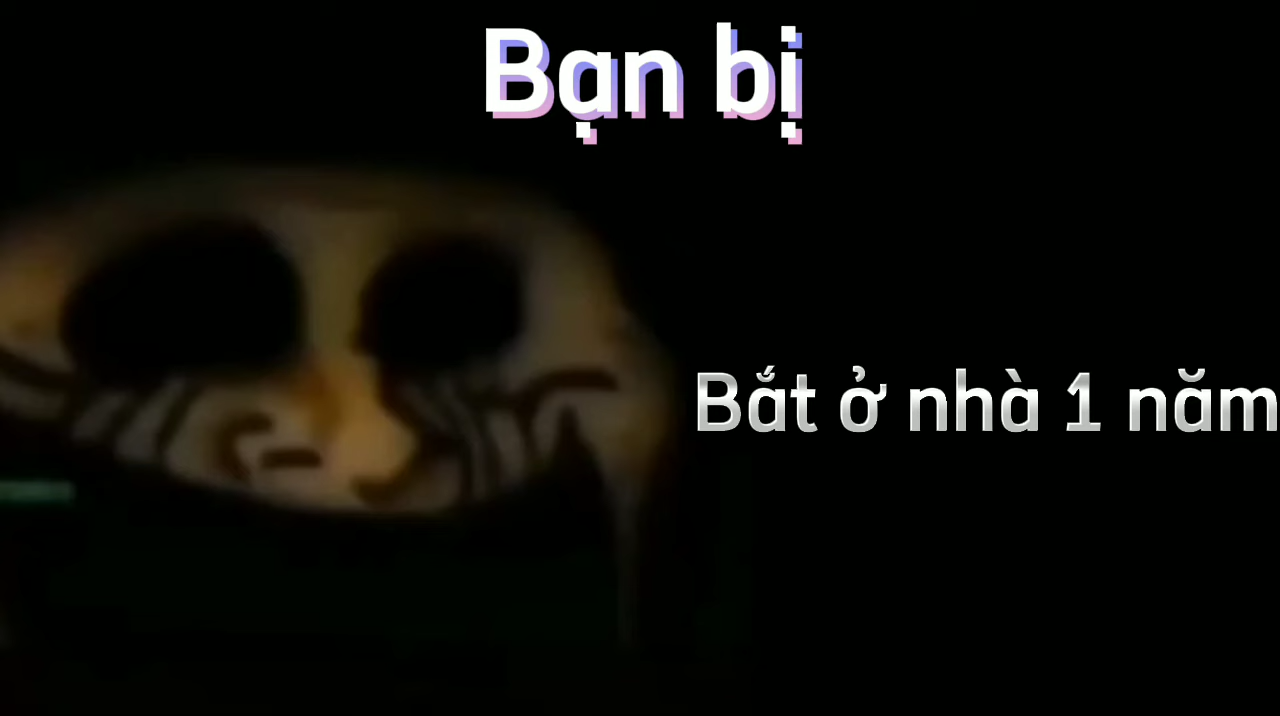 Bạn bị
Bắt ở nhà 1 năm